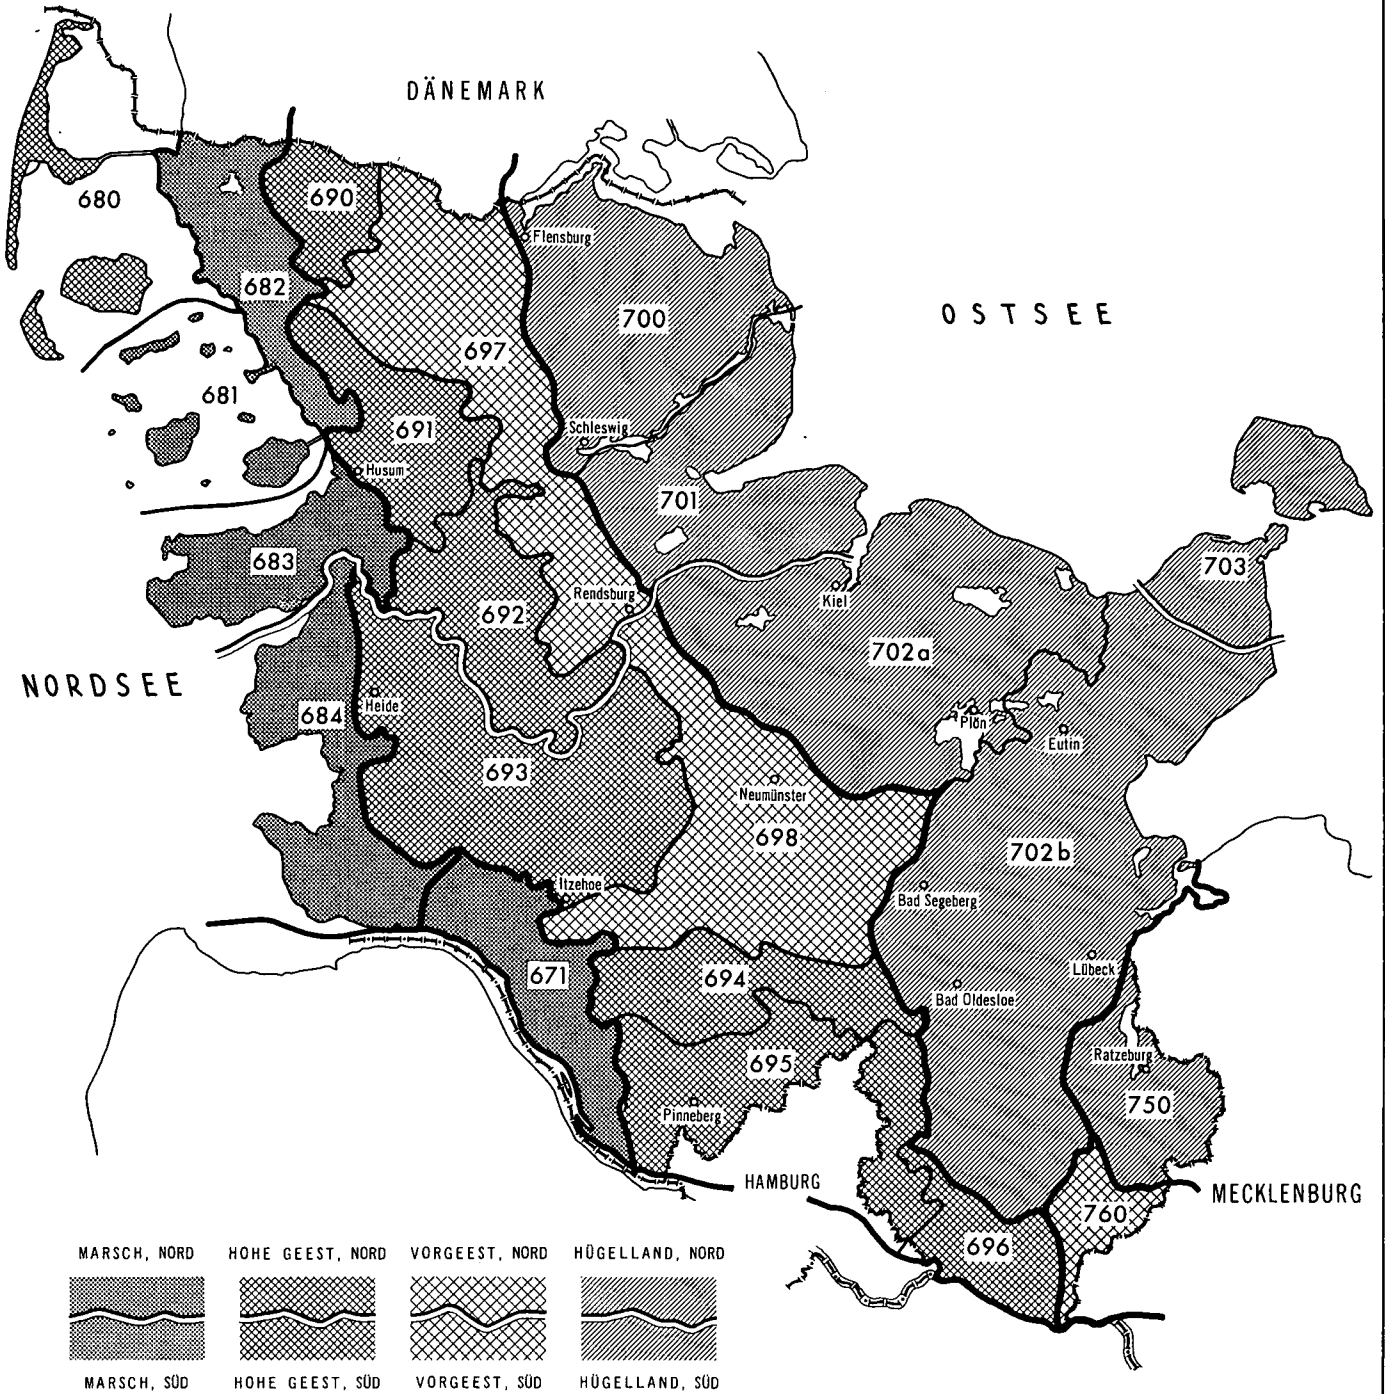 DÄNEMARK
680
690
Flensburg
682
700
OSTSEE
697
681
691
Schleswig
Husum
701
683
703
692
Rendsburg
Kiel
702a
NORDSEE
684
Heide
Plön
Eutin
693
Neumünster
698
702b
Itzehoe
Bad Segeberg
671
694
Lübeck
Bad Oldesloe
695
Ratzeburg
750
Pinneberg
HAMBURG
MECKLENBURG
760
696
MARSCH, NORD
HOHE GEEST, NORD
VORGEEST, NORD
HÜGELLAND, NORD
MARSCH, SÜD
HOHE GEEST, SÜD
VORGEEST, SÜD
HÜGELLAND, SÜD